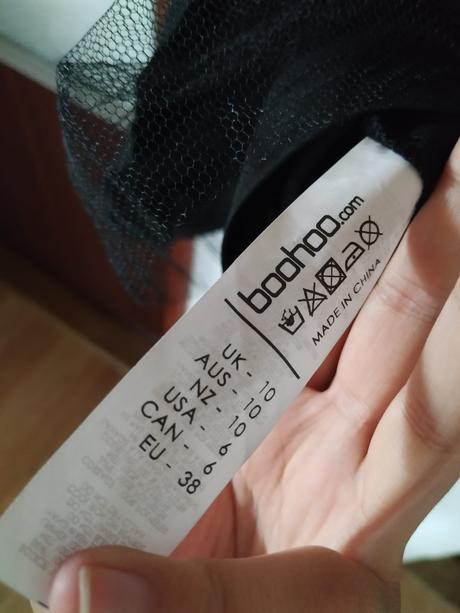 boohoo.com
MADE IN CHINA
UK - 10
AUS - 10
NZ - 10
USA - 6
CAN - 6
EU - 38